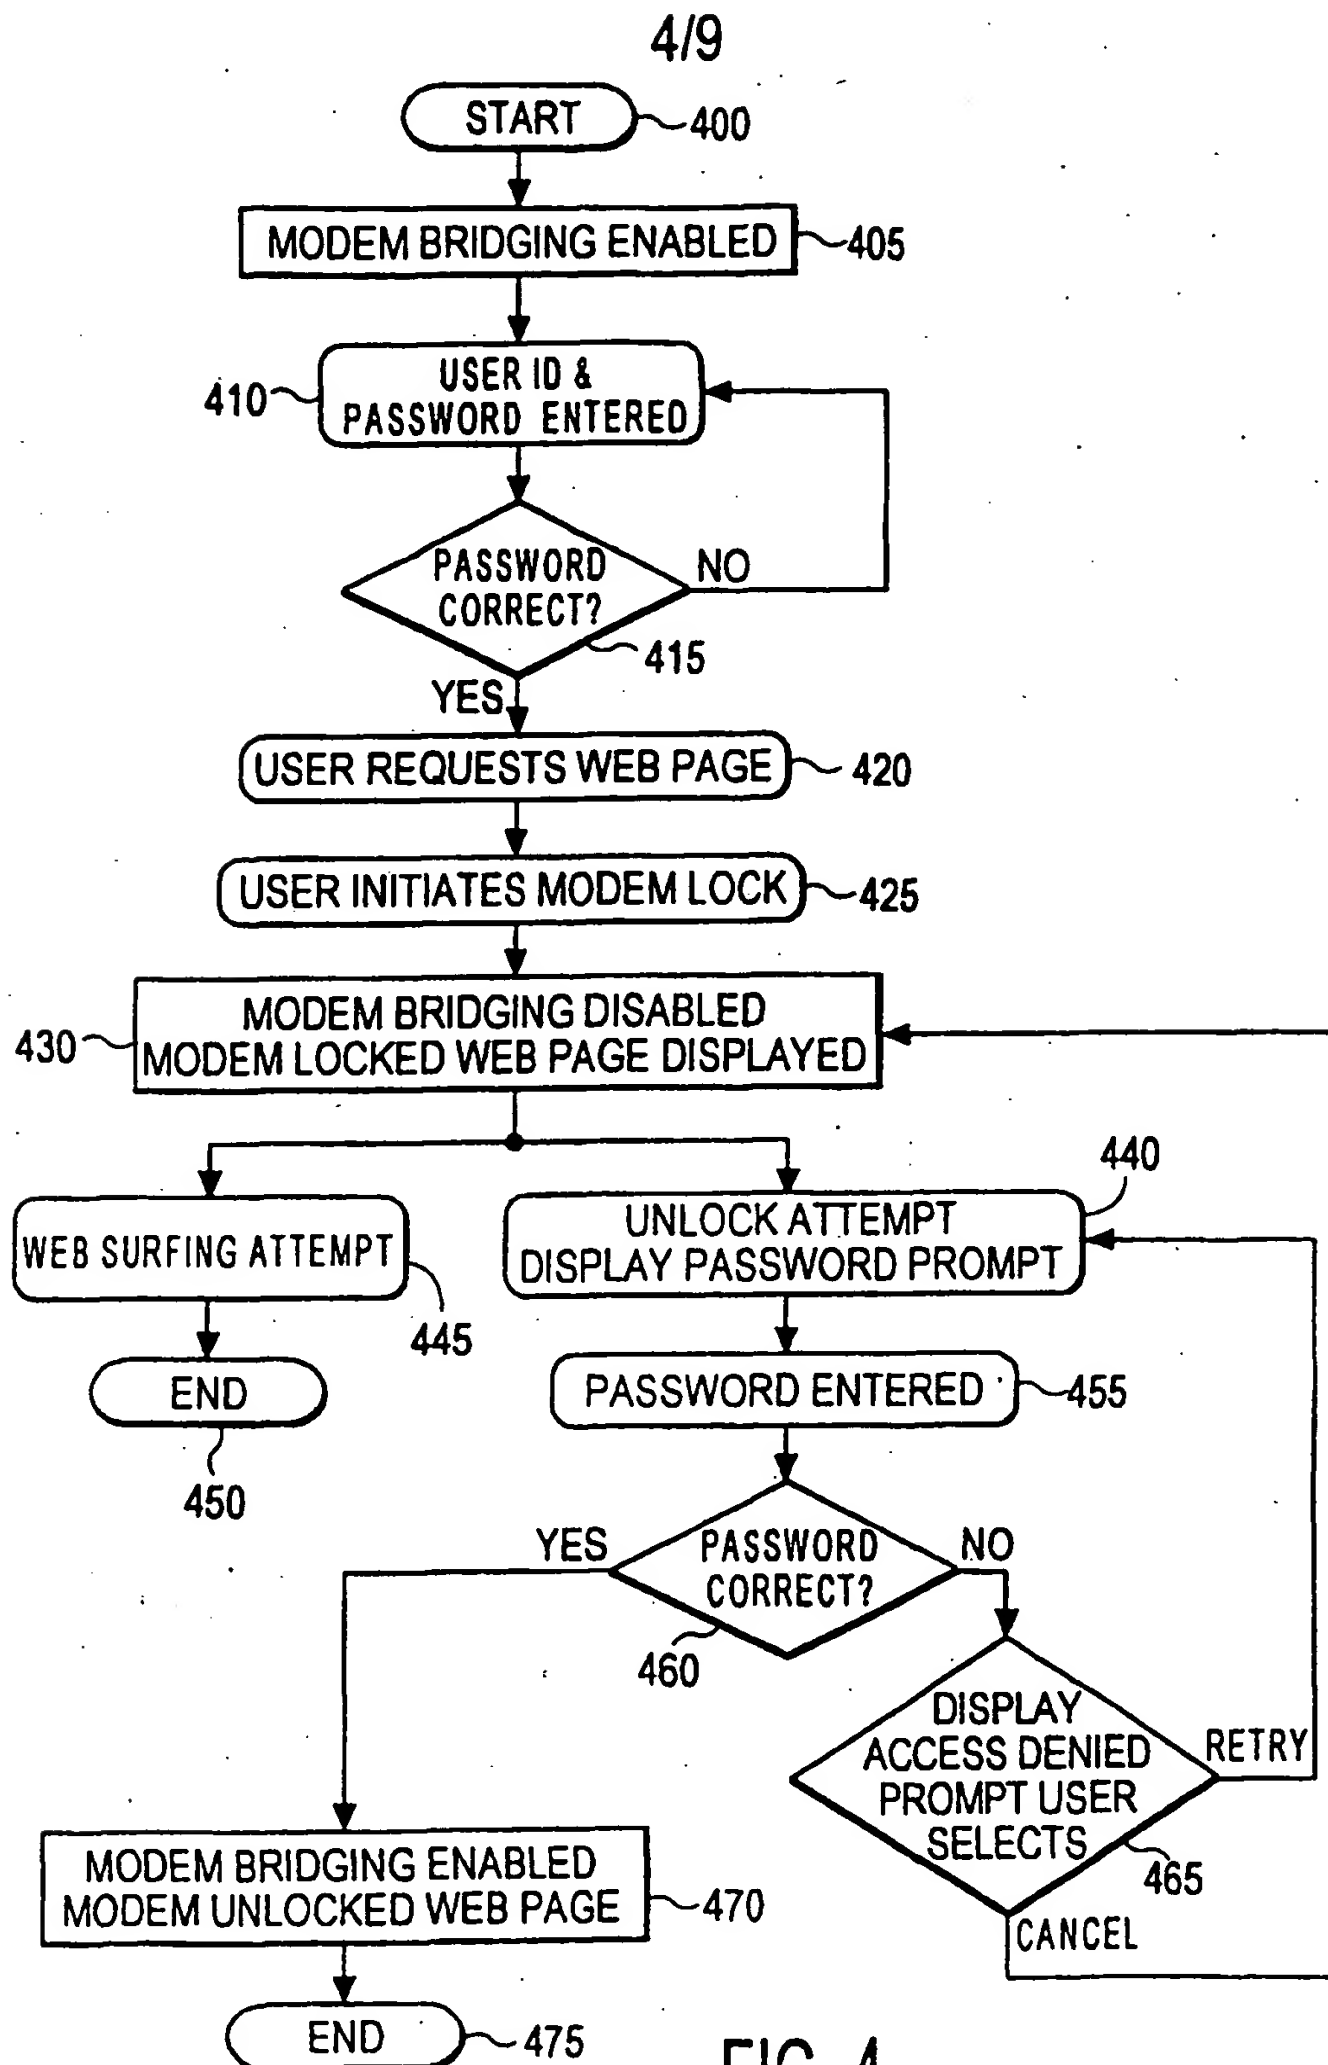 4/9
START
400
MODEM BRIDGING ENABLED
405
USER ID &
PASSWORD ENTERED
410
PASSWORD
CORRECT?
NO
415
YES
USER REQUESTS WEB PAGE
420
USER INITIATES MODEM LOCK
425
MODEM BRIDGING DISABLED
MODEM LOCKED WEB PAGE DISPLAYED
430
440
WEB SURFING ATTEMPT
445
UNLOCK ATTEMPT
DISPLAY PASSWORD PROMPT
END
450
PASSWORD ENTERED
455
YES
PASSWORD
CORRECT?
NO
460
DISPLAY
ACCESS DENIED
PROMPT USER
SELECTS
RETRY
465
CANCEL
MODEM BRIDGING ENABLED
MODEM UNLOCKED WEB PAGE
470
END
475
FIG. 4